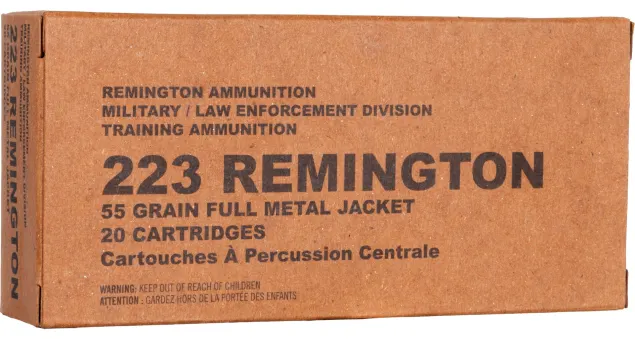 REMINGTON AMMUNITION
MILITARY / LAW ENFORCEMENT DIVISION
TRAINING AMMUNITION
223 REMINGTON
55 GRAIN FULL METAL JACKET
20 CARTRIDGES
Cartouches À Percussion Centrale
WARNING: KEEP OUT OF REACH OF CHILDREN
ATTENTION : GARDEZ HORS DE LA PORTÉE DES ENFANTS
223 REMINGTON